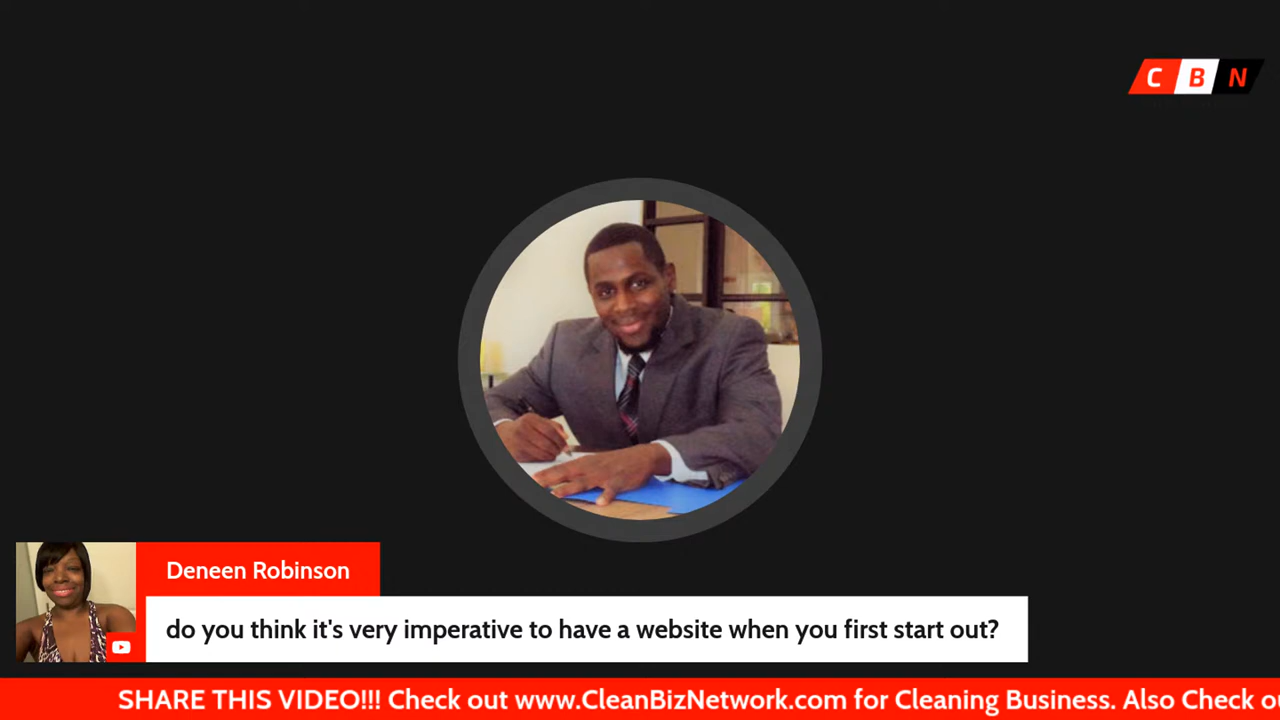 C B N
Deneen Robinson
do you think it's very imperative to have a website when you first start out?
SHARE THIS VIDEO!!! Check out www.CleanBizNetwork.com for Cleaning Business. Also Check ou